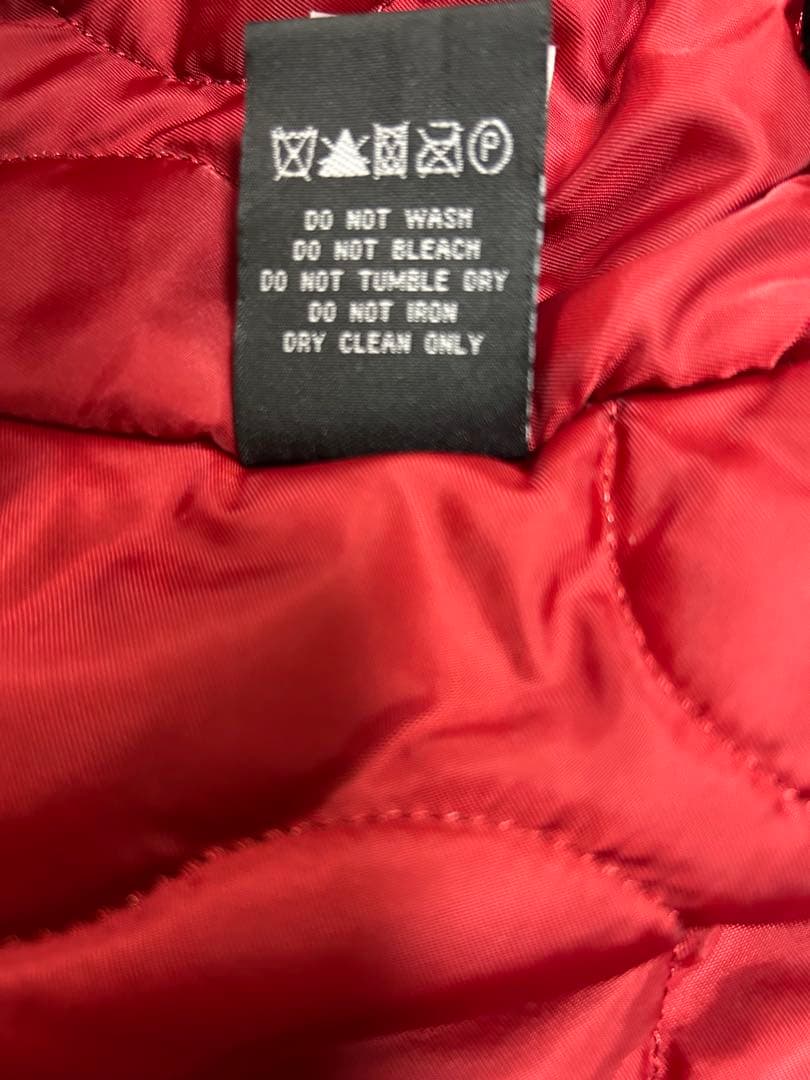 P
DO NOT WASH
DO NOT BLEACH
DO NOT TUMBLE DRY
DO NOT IRON
DRY CLEAN ONLY